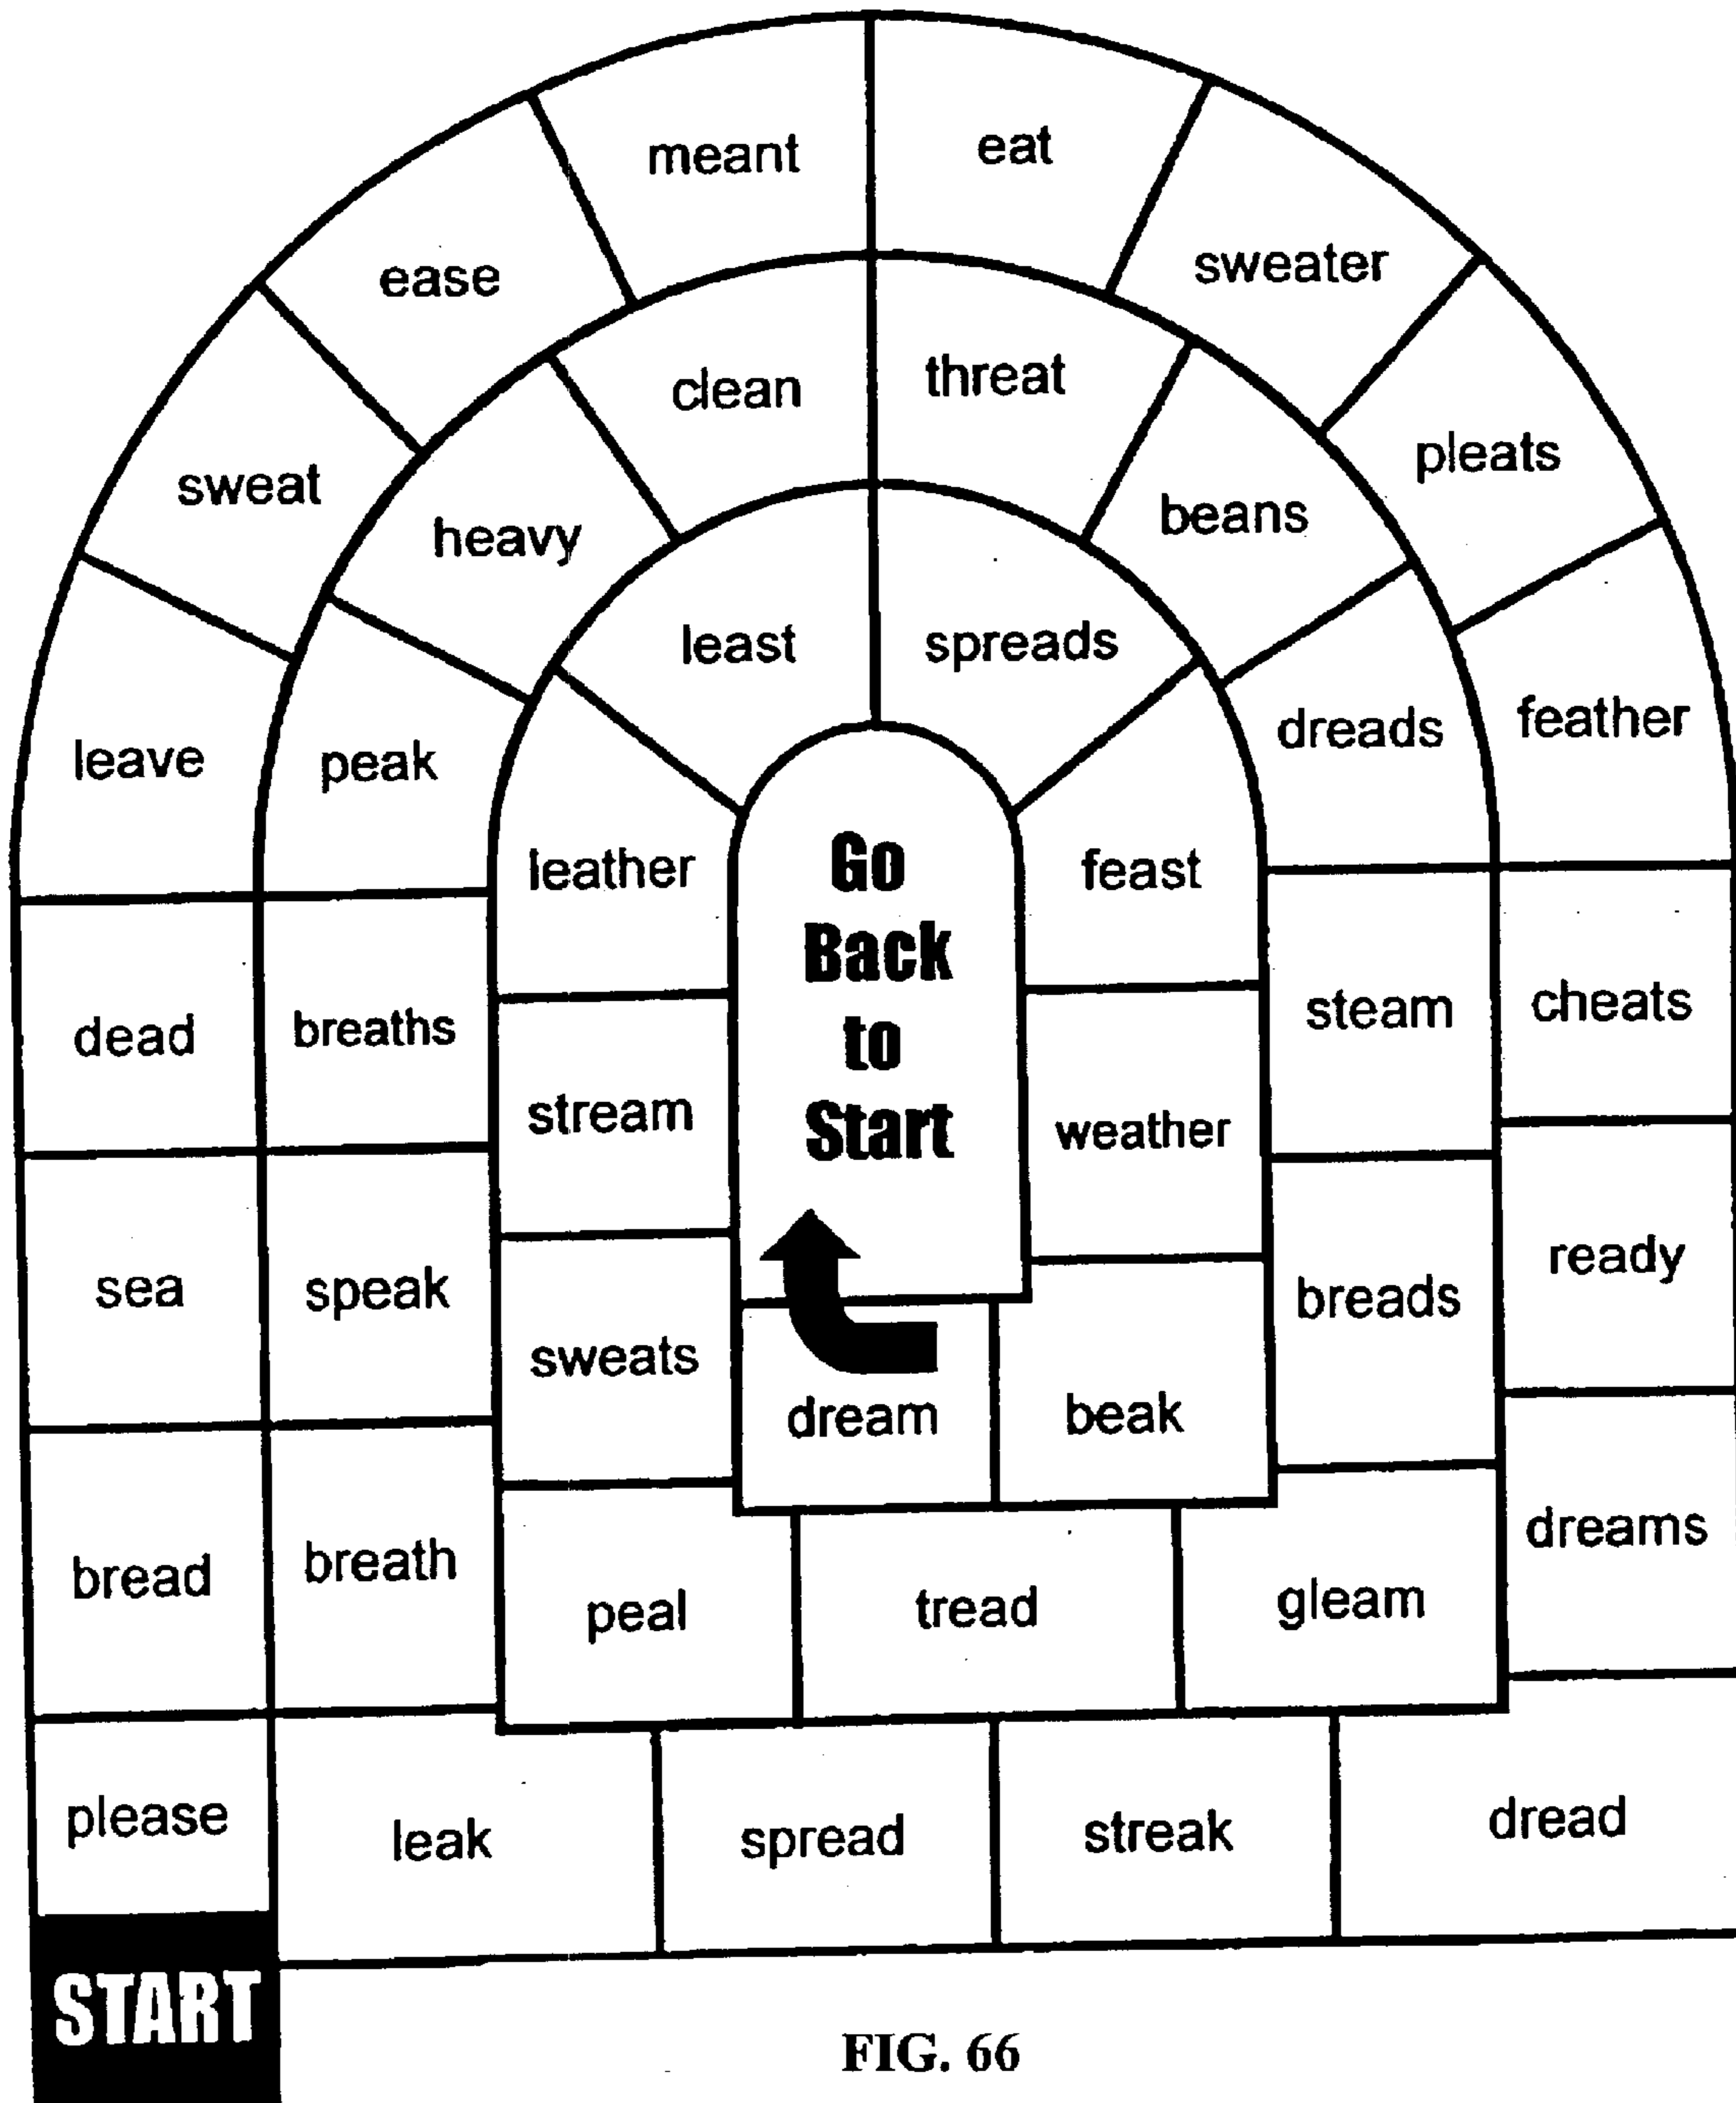 START
please
bread
sea
dead
leave
sweat
ease
meant
eat
sweater
pleats
feather
cheats
ready
dreams
dread
streak
spread
leak
breath
speak
breaths
peak
heavy
clean
threat
beans
dreads
steam
breads
gleam
tread
peal
sweats
stream
leather
least
spreads
feast
weather
beak
dream
Go
Back
to
Start
FIG. 66